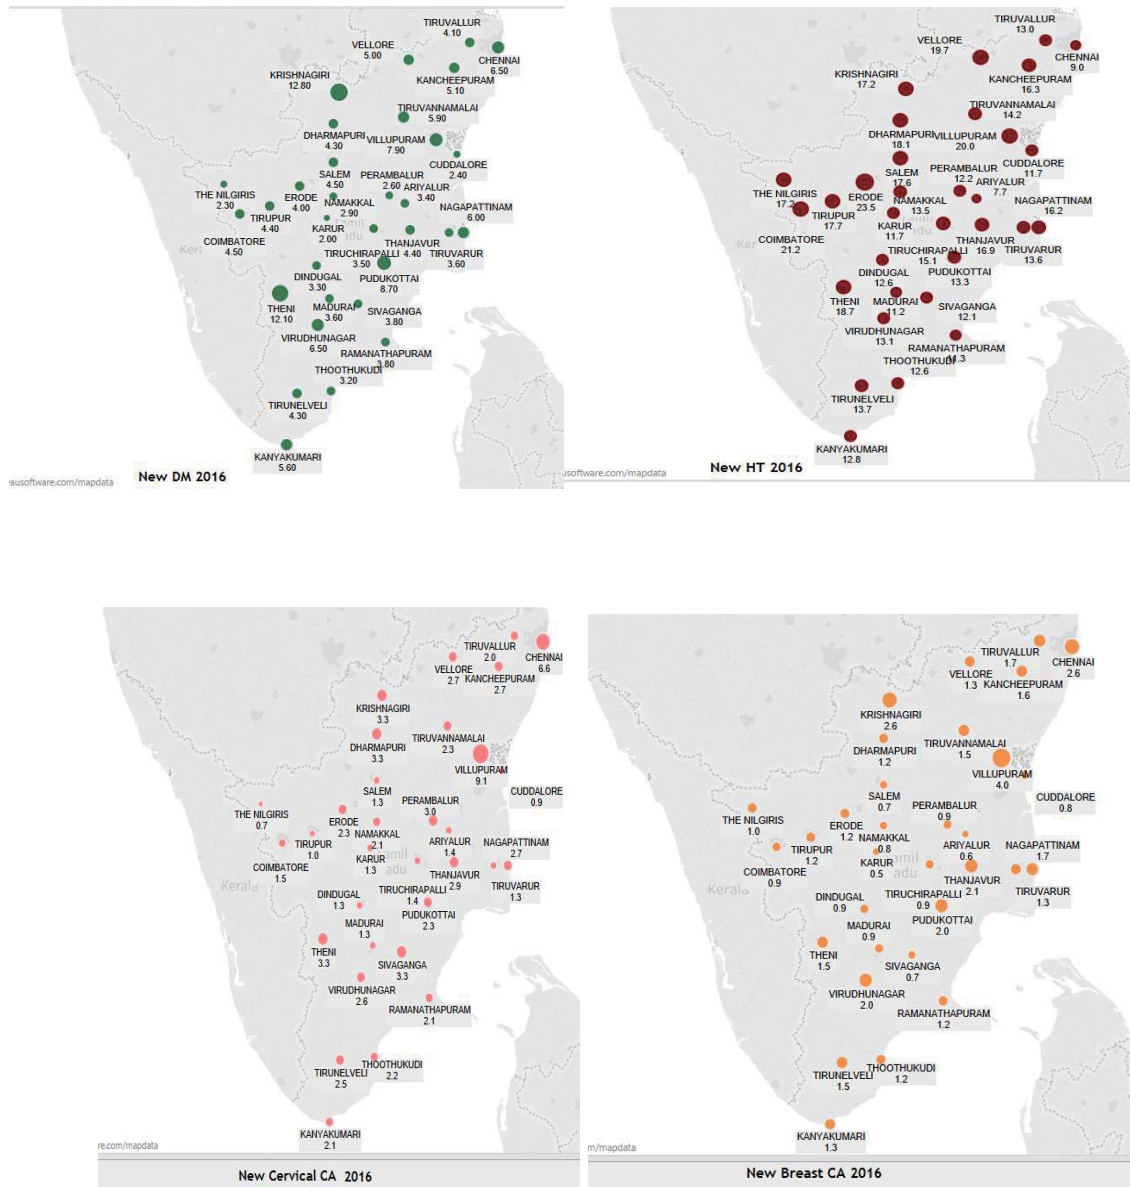 TIRUVALLUR
4.10
VELLORE
5.00
CHENNAI
6.50
KRISHNAGIRI
12.80
KANCHEEPURAM
5.10
TIRUVANNAMALAI
5.90
DHARMAPURI
4.30
VILLUPURAM
7.90
CUDDALORE
2.40
SALEM
4.50
PERAMBALUR
2.60
ARIYALUR
3.40
THE NILGIRIS
2.30
ERODE
4.00
NAMAKKAL
2.90
NAGAPATTINAM
6.00
TIRUPUR
4.40
KARUR
2.00
COIMBATORE
4.50
THANJAVUR
4.40
TIRUVARUR
3.60
TIRUCHIRAPALLI
3.50
DINDUGAL
3.30
PUDUKOTTAI
8.70
THENI
12.10
MADURAI
3.60
SIVAGANGA
3.80
VIRUDHUNAGAR
6.50
RAMANATHAPURAM
3.80
THOOTHUKUDI
3.20
TIRUNELVELI
4.30
KANYAKUMARI
5.60
New DM 2016
eausoftware.com/mapdata
TIRUVALLUR
13.0
VELLORE
19.7
CHENNAI
9.0
KRISHNAGIRI
17.2
KANCHEEPURAM
16.3
TIRUVANNAMALAI
14.2
DHARMAPURI
18.1
VILLUPURAM
20.0
CUDDALORE
11.7
SALEM
17.6
PERAMBALUR
12.2
ARIYALUR
7.7
THE NILGIRIS
17.2
ERODE
23.5
NAMAKKAL
13.5
NAGAPATTINAM
16.2
TIRUPUR
17.7
KARUR
11.7
COIMBATORE
21.2
THANJAVUR
16.9
TIRUVARUR
13.6
TIRUCHIRAPALLI
15.1
DINDUGAL
12.6
PUDUKOTTAI
13.3
THENI
18.7
MADURAI
11.2
SIVAGANGA
12.1
VIRUDHUNAGAR
13.1
RAMANATHAPURAM
11.3
THOOTHUKUDI
12.6
TIRUNELVELI
13.7
KANYAKUMARI
12.8
New HT 2016
ausoftware.com/mapdata
TIRUVALLUR
2.0
CHENNAI
6.6
VELLORE
2.7
KANCHEEPURAM
2.7
KRISHNAGIRI
3.3
TIRUVANNAMALAI
2.3
DHARMAPURI
3.3
VILLUPURAM
9.1
SALEM
1.3
CUDDALORE
0.9
THE NILGIRIS
0.7
ERODE
2.3
PERAMBALUR
3.0
NAMAKKAL
2.1
ARIYALUR
1.4
NAGAPATTINAM
2.7
TIRUPUR
1.0
KARUR
1.3
Tamil
adu
COIMBATORE
1.5
THANJAVUR
2.9
TIRUVARUR
1.3
Kerala
DINDUGAL
1.3
TIRUCHIRAPALLI
1.4
PUDUKOTTAI
2.3
MADURAI
1.3
THENI
3.3
SIVAGANGA
3.3
VIRUDHUNAGAR
2.6
RAMANATHAPURAM
2.1
TIRUNELVELI
2.5
THOOTHUKUDI
2.2
KANYAKUMARI
2.1
re.com/mapdata
New Cervical CA 2016
TIRUVALLUR
1.7
CHENNAI
2.6
VELLORE
1.3
KANCHEEPURAM
1.6
KRISHNAGIRI
2.6
TIRUVANNAMALAI
1.5
DHARMAPURI
1.2
VILLUPURAM
4.0
SALEM
0.7
CUDDALORE
0.8
THE NILGIRIS
1.0
ERODE
1.2
PERAMBALUR
0.9
NAMAKKAL
0.8
ARIYALUR
0.6
NAGAPATTINAM
1.7
TIRUPUR
1.2
KARUR
0.5
amil
adu
COIMBATORE
0.9
THANJAVUR
2.1
TIRUVARUR
1.3
Kerala
DINDUGAL
0.9
TIRUCHIRAPALLI
0.9
PUDUKOTTAI
2.0
MADURAI
0.9
THENI
1.5
SIVAGANGA
0.7
VIRUDHUNAGAR
2.0
RAMANATHAPURAM
1.2
TIRUNELVELI
1.5
THOOTHUKUDI
1.2
KANYAKUMARI
1.3
m/mapdata
New Breast CA 2016